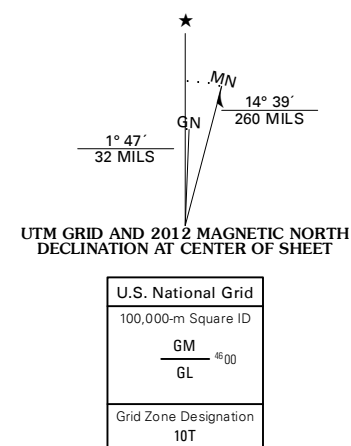 ★
MN
14° 39´
260 MILS
GN
1° 47´
32 MILS
UTM GRID AND 2012 MAGNETIC NORTH
DECLINATION AT CENTER OF SHEET
U.S. National Grid
100,000-m Square ID
GM
4600
GL
Grid Zone Designation
10T